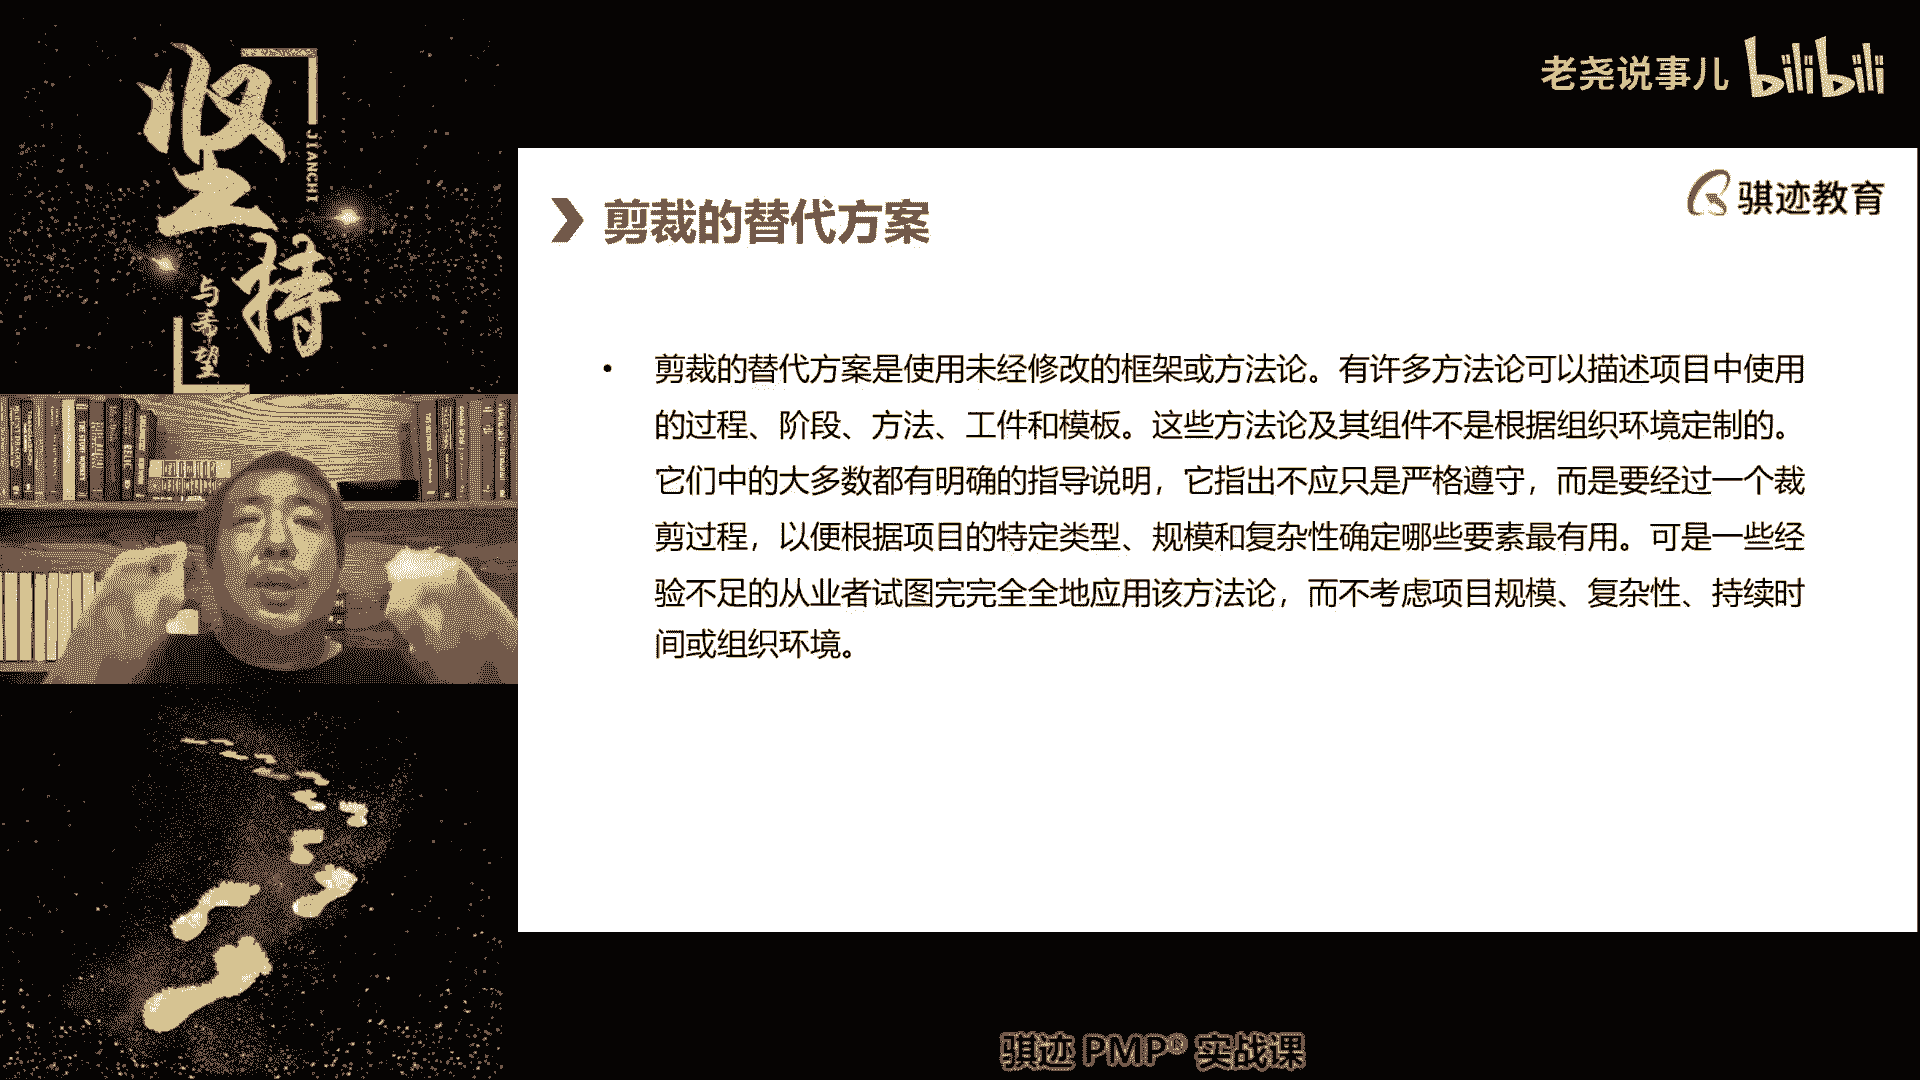 坚持
JIANCHI
与希望
老尧说事儿 bilibili
骐迹教育
剪裁的替代方案
• 剪裁的替代方案是使用未经修改的框架或方法论。有许多方法论可以描述项目中使用
的过程、阶段、方法、工件和模板。这些方法论及其组件不是根据组织环境定制的。
它们中的大多数都有明确的指导说明，它指出不应只是严格遵守，而是要经过一个裁
剪过程，以便根据项目的特定类型、规模和复杂性确定哪些要素最有用。可是一些经
验不足的从业者试图完完全全地应用该方法论，而不考虑项目规模、复杂性、持续时
间或组织环境。
骐迹 PMP® 实战课